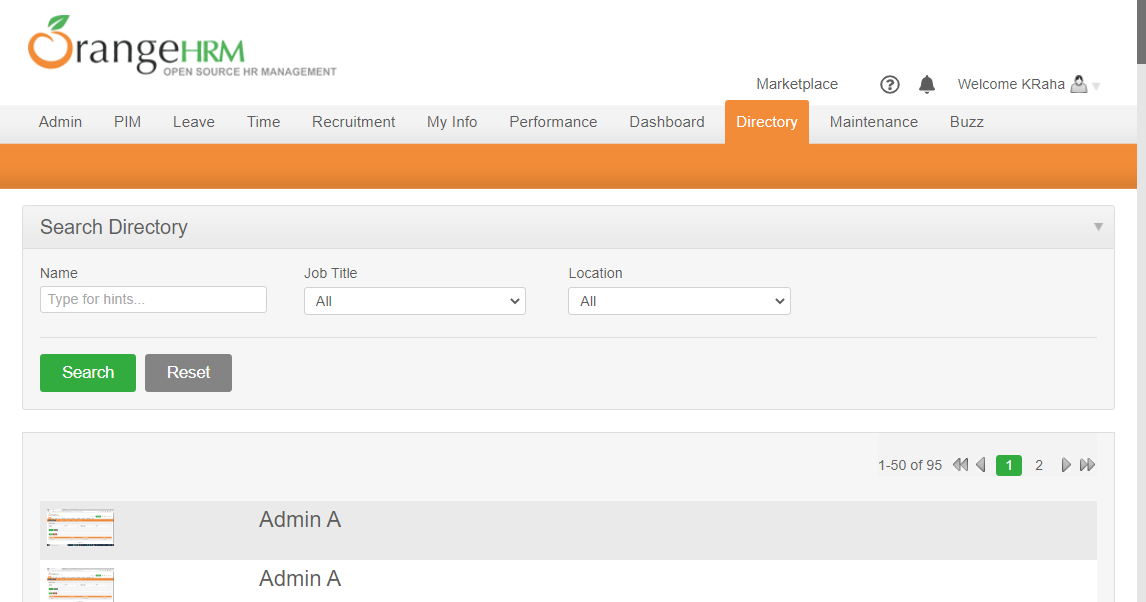 OrangeHRM
OPEN SOURCE HR MANAGEMENT
Marketplace ? Welcome KRaha
Admin PIM Leave Time Recruitment My Info Performance Dashboard Directory Maintenance Buzz
Search Directory
Name Job Title Location
Type for hints... All All
Search Reset
1-50 of 95 1 2
Admin A
Admin A